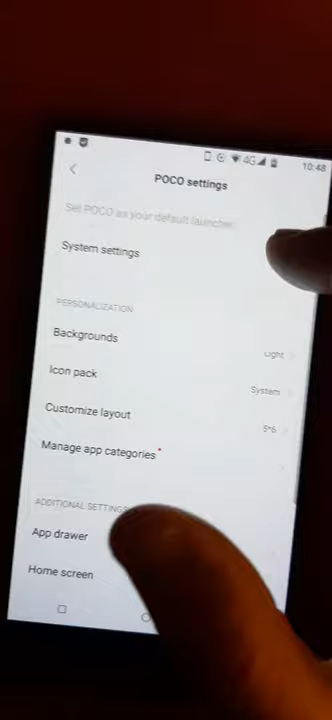 4G 10:48
POCO settings
Set POCO as your default launcher
System settings
PERSONALIZATION
Backgrounds Light
Icon pack System
Customize layout 5*6
Manage app categories
ADDITIONAL SETTINGS
App drawer
Home screen